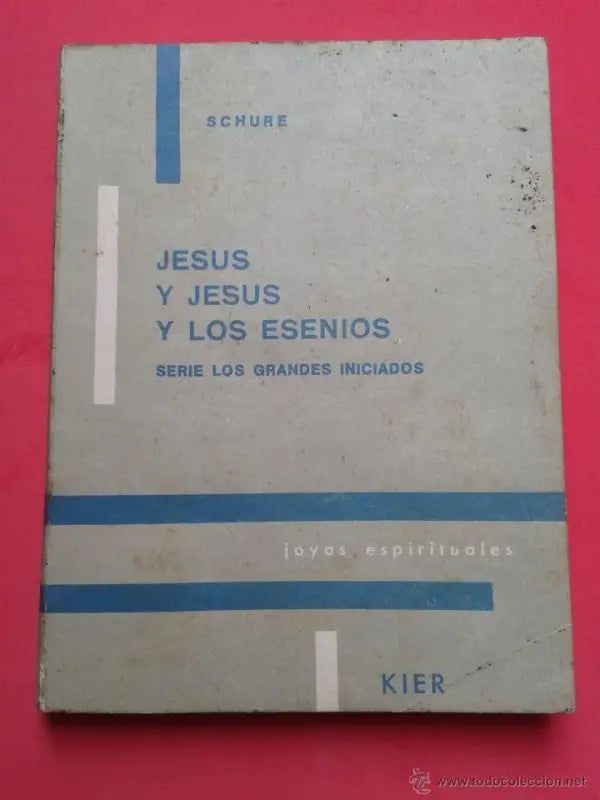 SCHURE
JESUS
Y JESUS
Y LOS ESENIOS
SERIE LOS GRANDES INICIADOS
joyas espirituales
KIER
© www.todocoleccion.net